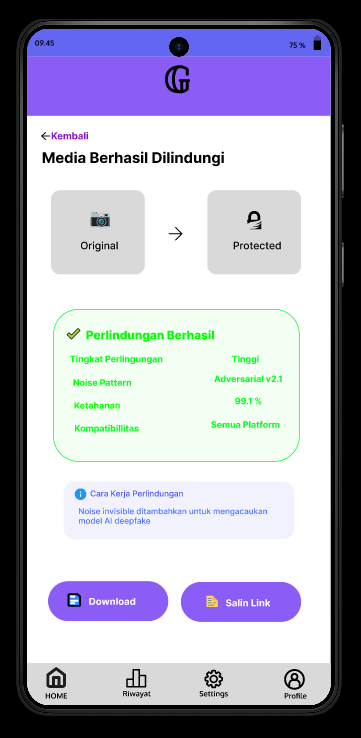 09.45
75 %
G
←Kembali
Media Berhasil Dilindungi
Original → Protected
Perlindungan Berhasil
Tingkat Perlingungan Tinggi
Noise Pattern Adversarial v2.1
Ketahanan 99.1 %
Kompatibillitas Semua Platform
Cara Kerja Perlindungan
Noise invisible ditambahkan untuk mengacaukan
model AI deepfake
Download Salin Link
HOME Riwayat Settings Profile